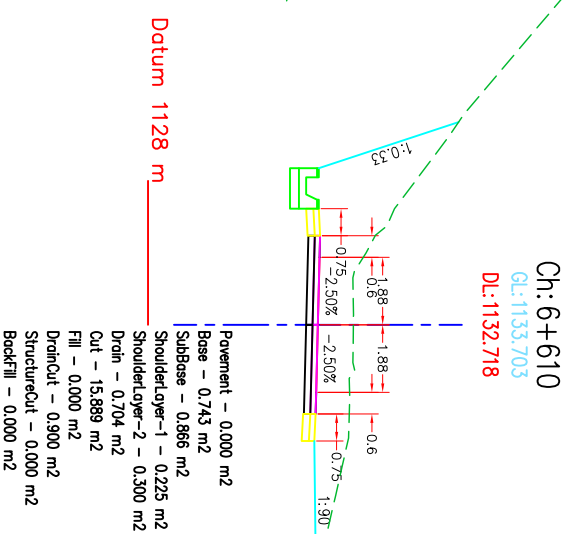 Ch: 6+610
GL:1133.703
DL:1132.718
1:0.33
0.75
0.6
1.88
1.88
0.6
0.75
-2.50%
-2.50%
1:90
Datum 1128 m
Pavement - 0.000 m2
Base - 0.743 m2
SubBase - 0.866 m2
ShoulderLayer-1 - 0.225 m2
ShoulderLayer-2 - 0.300 m2
Drain - 0.704 m2
Cut - 15.889 m2
Fill - 0.000 m2
DrainCut - 0.900 m2
StructureCut - 0.000 m2
BackFill - 0.000 m2